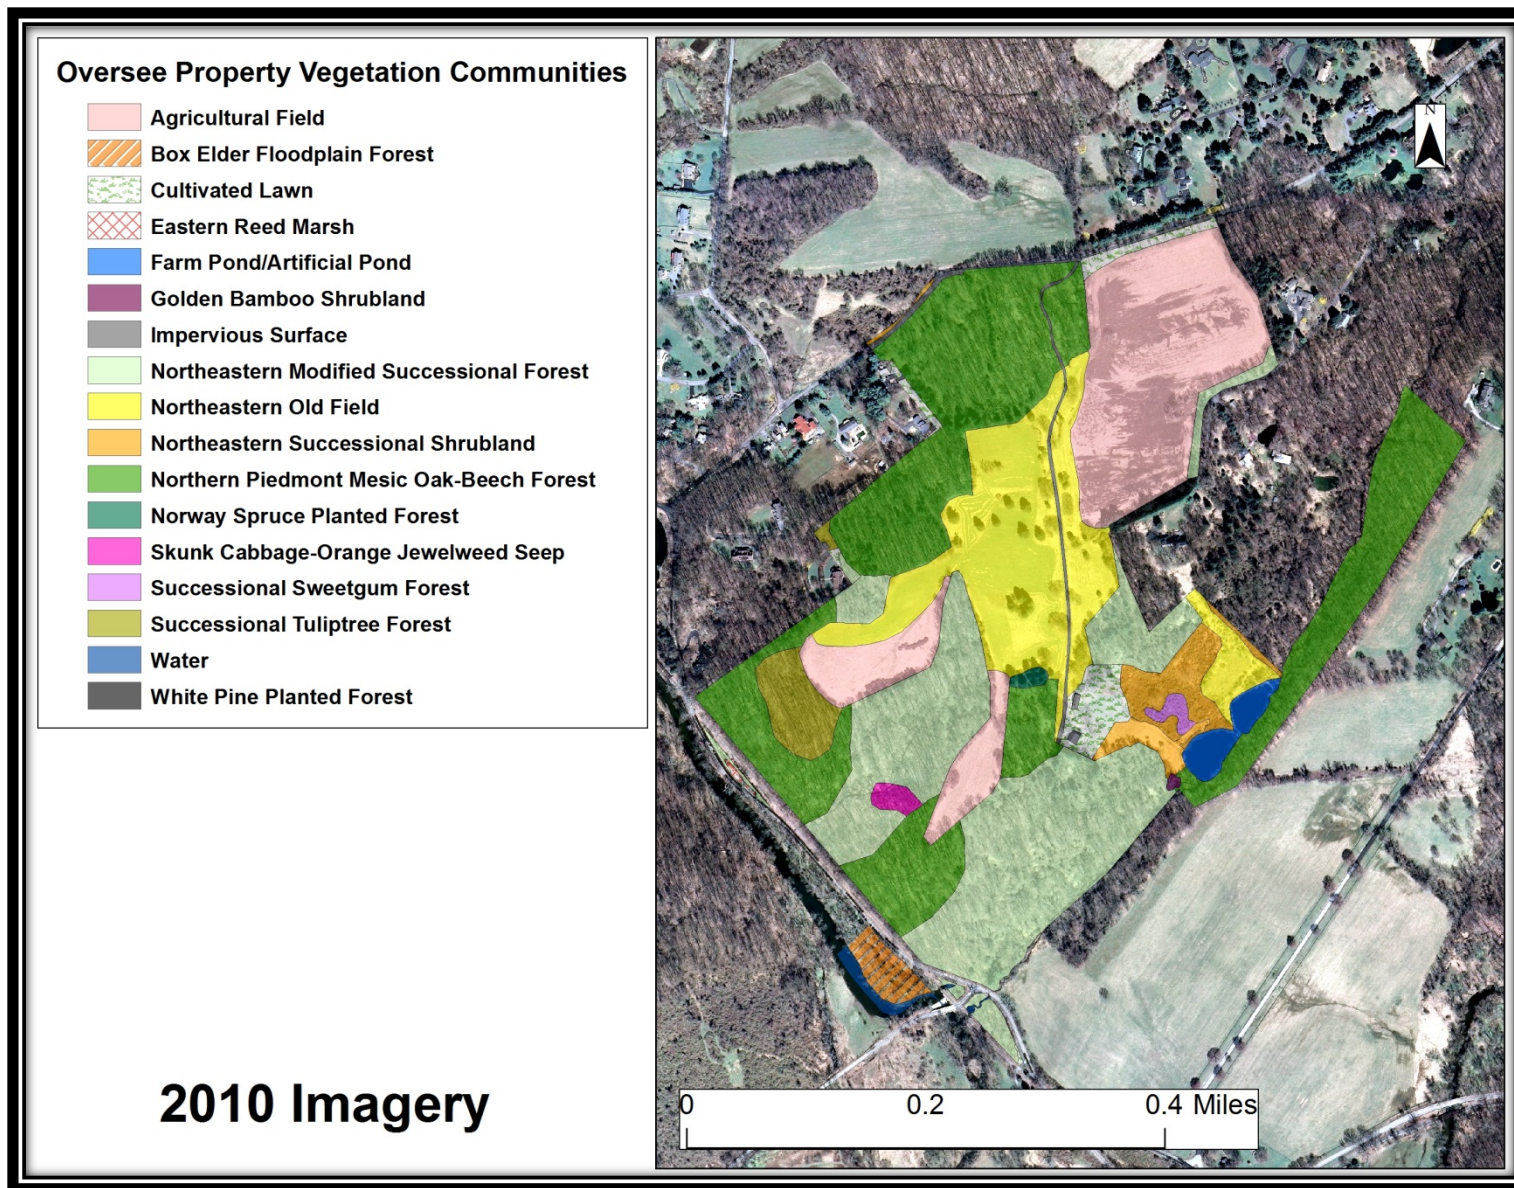 Oversee Property Vegetation Communities
Agricultural Field
Box Elder Floodplain Forest
Cultivated Lawn
Eastern Reed Marsh
Farm Pond/Artificial Pond
Golden Bamboo Shrubland
Impervious Surface
Northeastern Modified Successional Forest
Northeastern Old Field
Northeastern Successional Shrubland
Northern Piedmont Mesic Oak-Beech Forest
Norway Spruce Planted Forest
Skunk Cabbage-Orange Jewelweed Seep
Successional Sweetgum Forest
Successional Tuliptree Forest
Water
White Pine Planted Forest
2010 Imagery
N
0 0.2 0.4 Miles